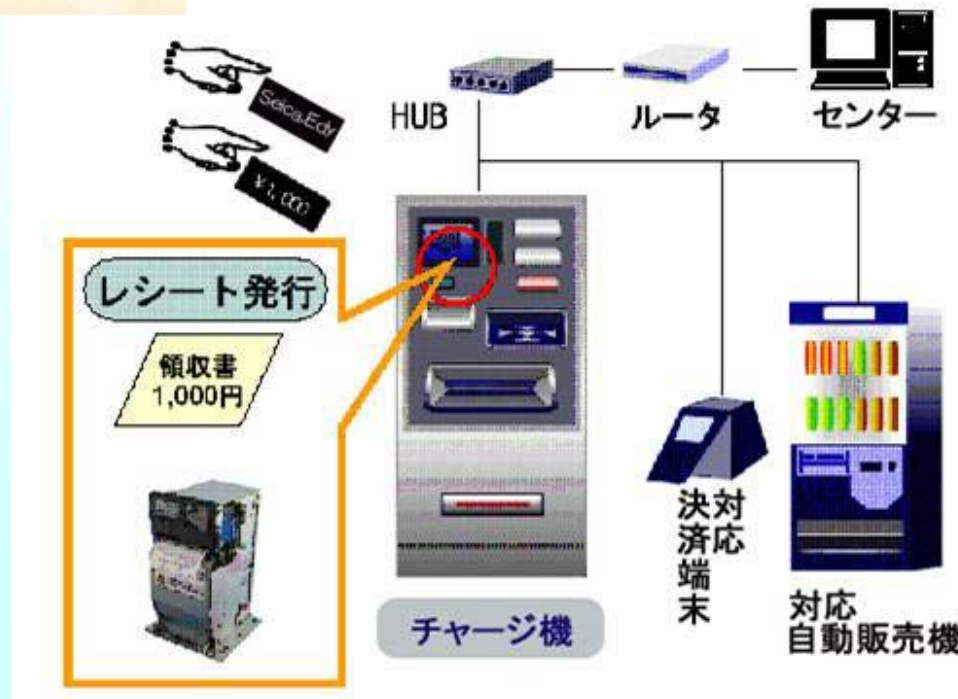 Seica.Edy
¥1,000
HUB
ルータ
センター
レシート発行
領収書
1,000円
チャージ機
対応
決済端末
対応
自動販売機